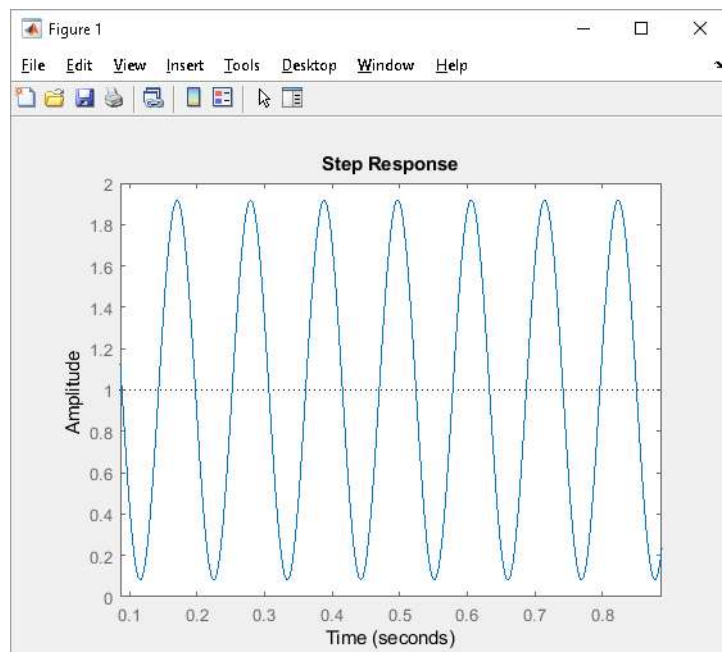 Figure 1
File Edit View Insert Tools Desktop Window Help
Step Response
2
1.8
1.6
1.4
1.2
1
0.8
0.6
0.4
0.2
0
Amplitude
0.1 0.2 0.3 0.4 0.5 0.6 0.7 0.8
Time (seconds)